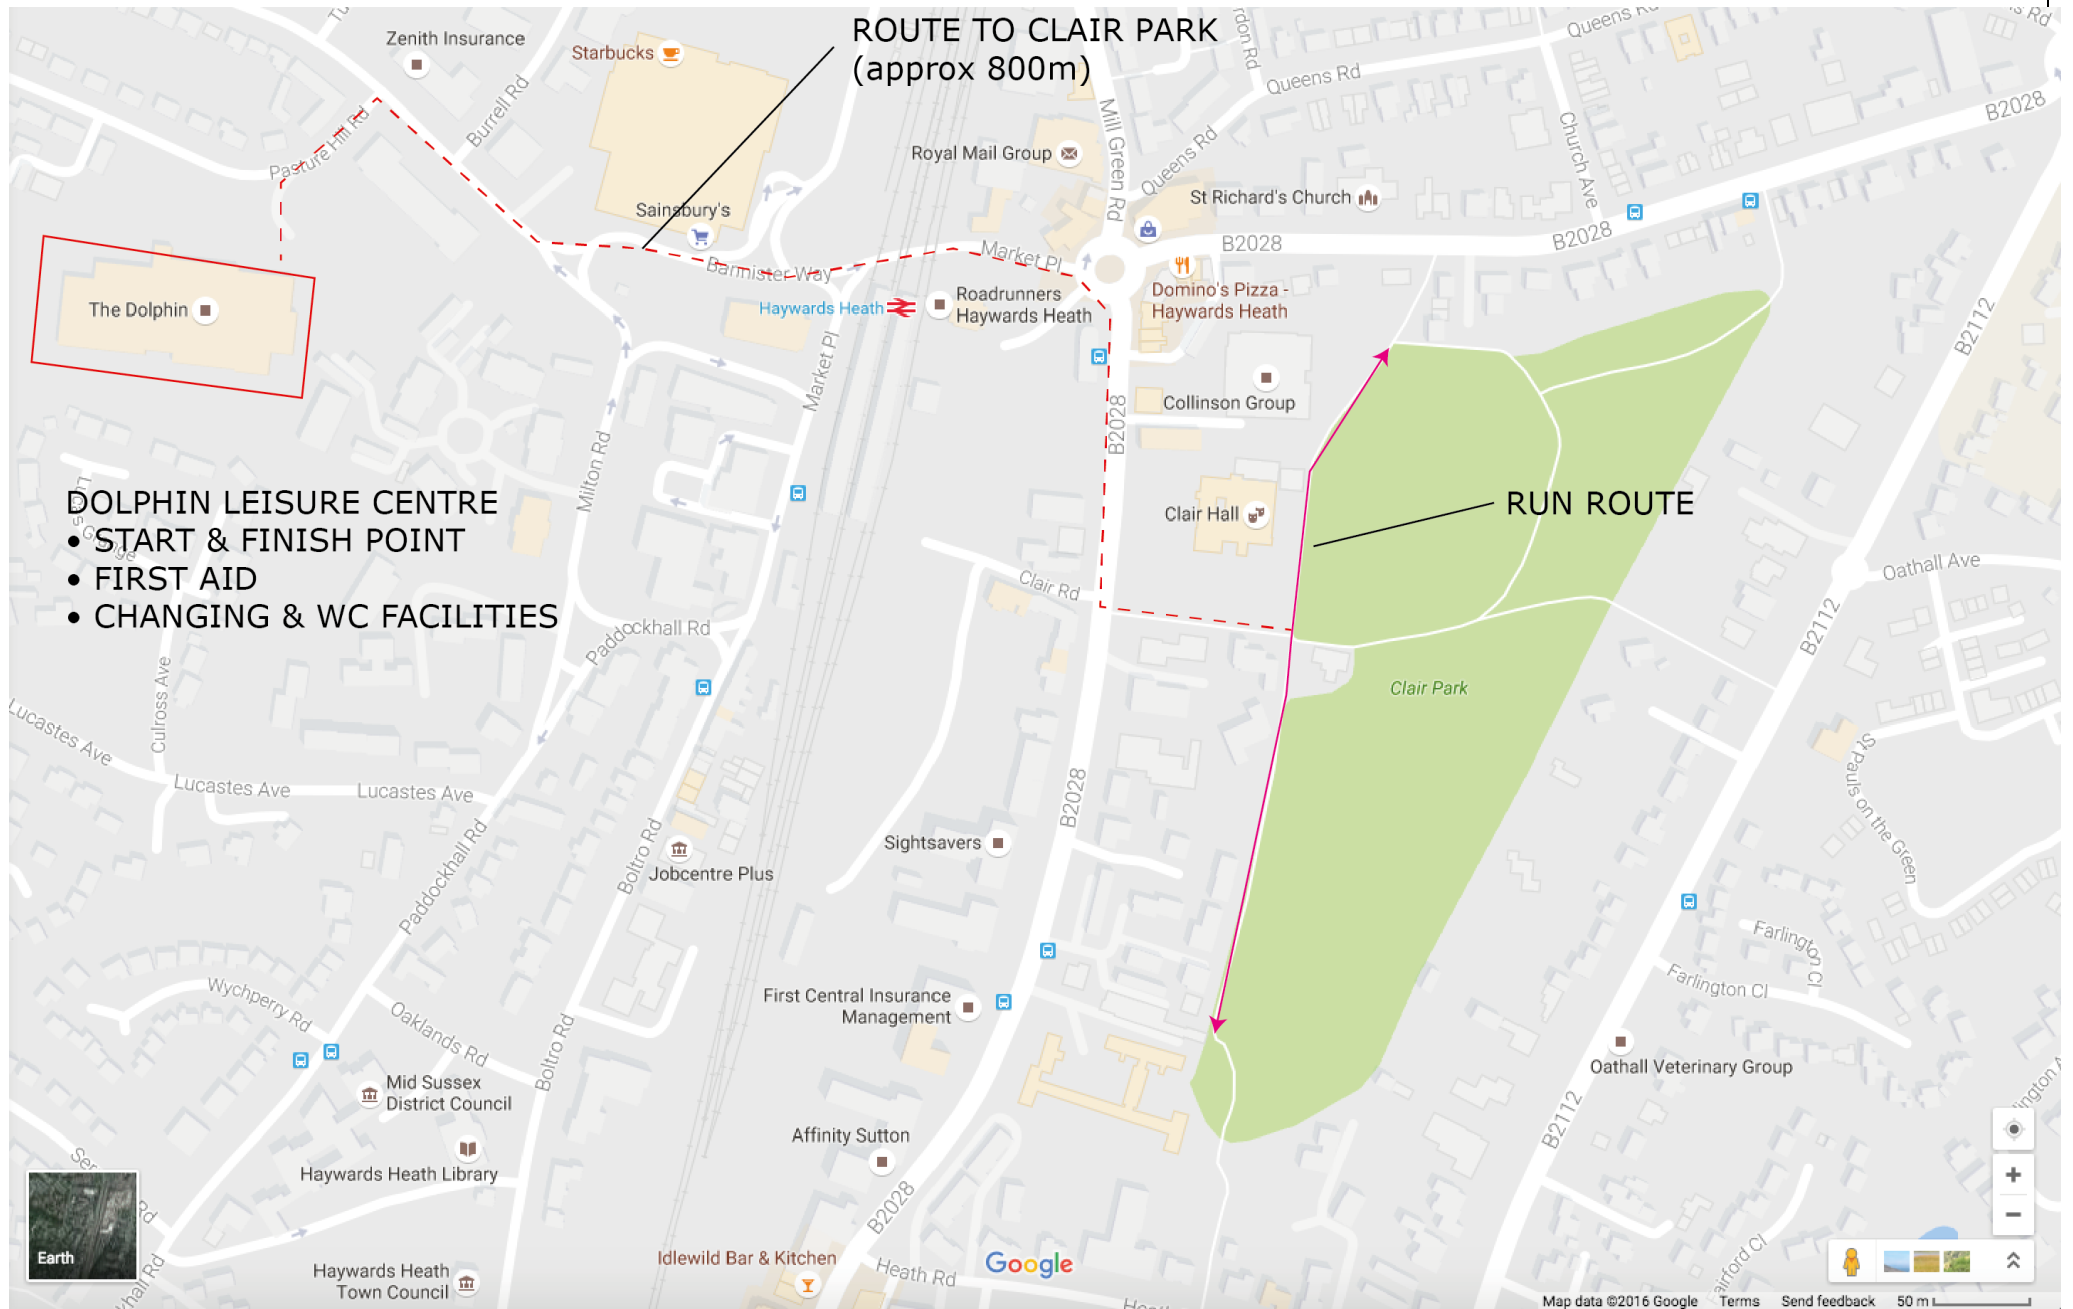 ROUTE TO CLAIR PARK
(approx 800m)
Zenith Insurance
Starbucks
Burrell Rd
Pasture Hill Rd
Royal Mail Group
Mill Green Rd
Queens Rd
Queens Rd
Church Ave
B2028
Sainsbury's
St Richard's Church
B2028
B2028
Bannister Way
Market Pl
The Dolphin
Haywards Heath
Roadrunners
Haywards Heath
Domino's Pizza -
Haywards Heath
B2112
Market Pl
Collinson Group
B2028
Milton Rd
DOLPHIN LEISURE CENTRE
• START & FINISH POINT
• FIRST AID
• CHANGING & WC FACILITIES
Clair Hall
RUN ROUTE
Clair Rd
Oathall Ave
B2112
Paddockhall Rd
Clair Park
Culross Ave
Lucastes Ave
Lucastes Ave
Lucastes Ave
B2028
St Pauls on the Green
Sightsavers
Jobcentre Plus
Boltro Rd
Paddockhall Rd
Farlington Cl
Farlington Cl
Wychperry Rd
Oaklands Rd
Boltro Rd
First Central Insurance
Management
Oathall Veterinary Group
B2112
Mid Sussex
District Council
Affinity Sutton
Haywards Heath Library
B2028
Earth
Idlewild Bar & Kitchen
Heath Rd
Google
Haywards Heath
Town Council
Map data ©2016 Google
Terms
Send feedback
50 m